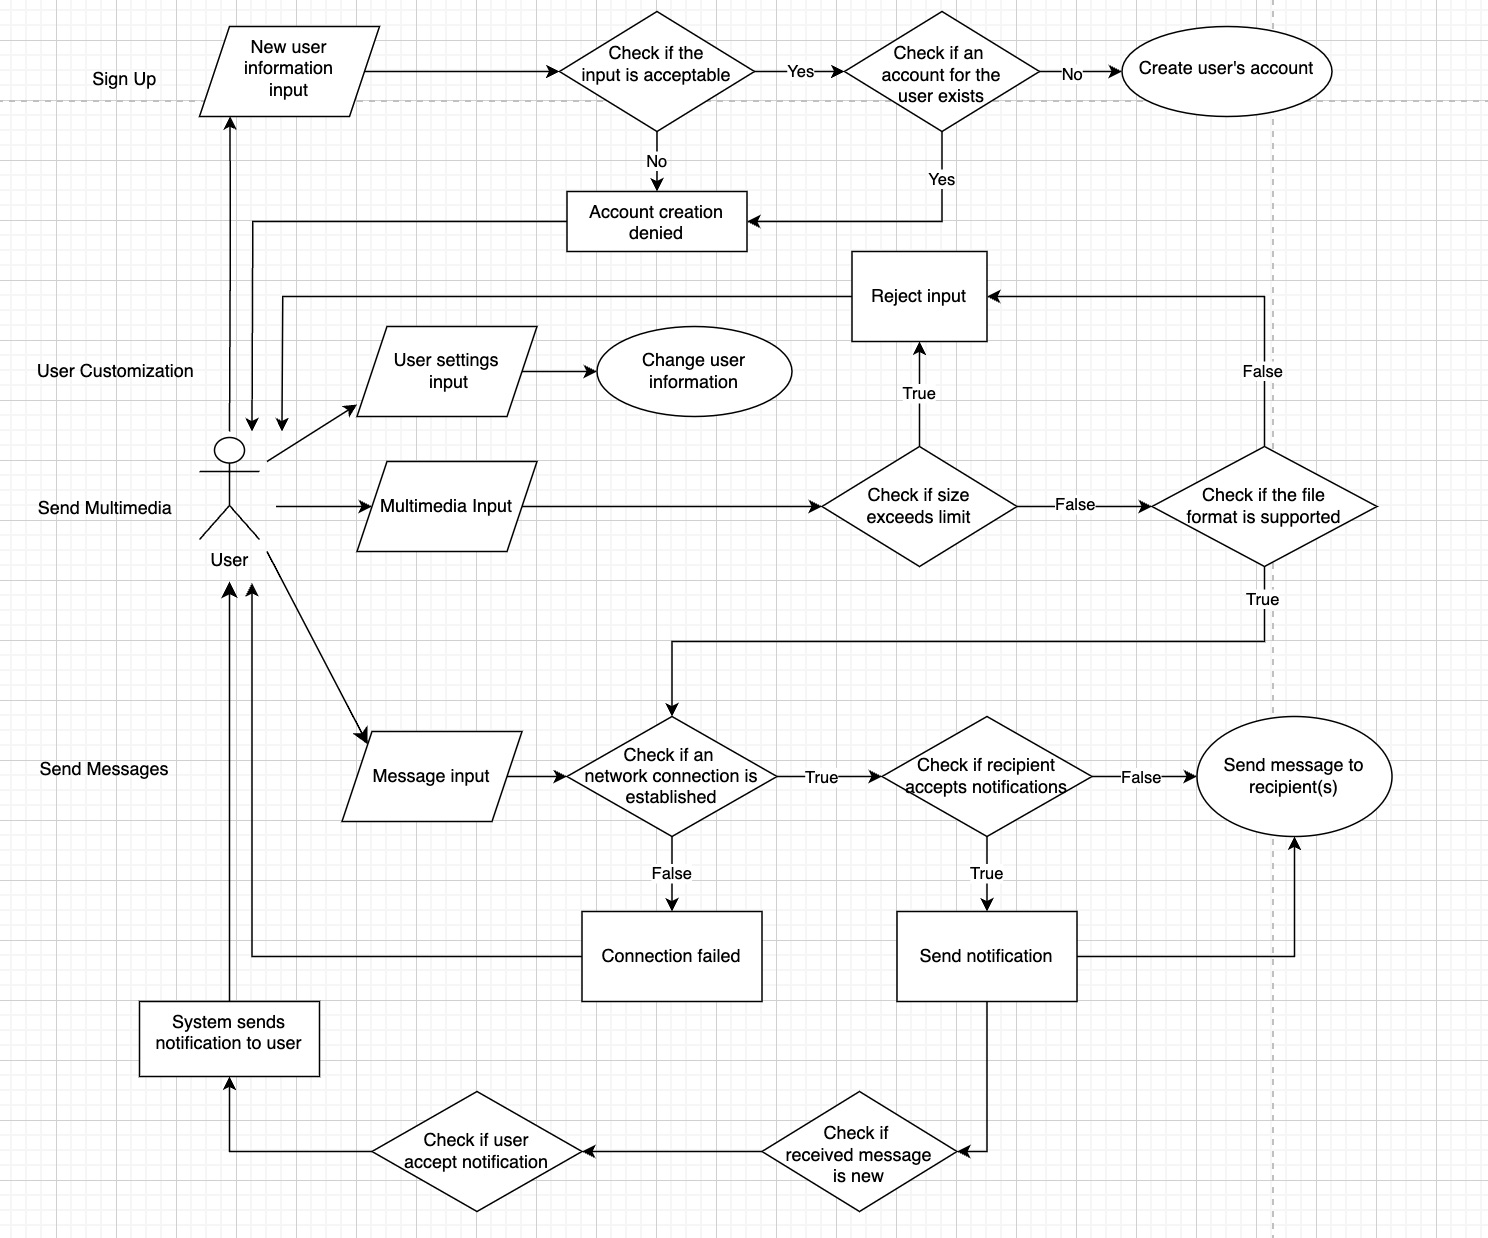 Sign Up
New user
information
input
Check if the
input is acceptable
Yes
Check if an
account for the
user exists
No
Create user's account
No
Yes
Account creation
denied
Reject input
User Customization
User settings
input
Change user
information
True
False
Send Multimedia
Multimedia Input
Check if size
exceeds limit
False
Check if the file
format is supported
User
True
Send Messages
Message input
Check if an
network connection is
established
True
Check if recipient
accepts notifications
False
Send message to
recipient(s)
False
True
Connection failed
Send notification
System sends
notification to user
Check if user
accept notification
Check if
received message
is new